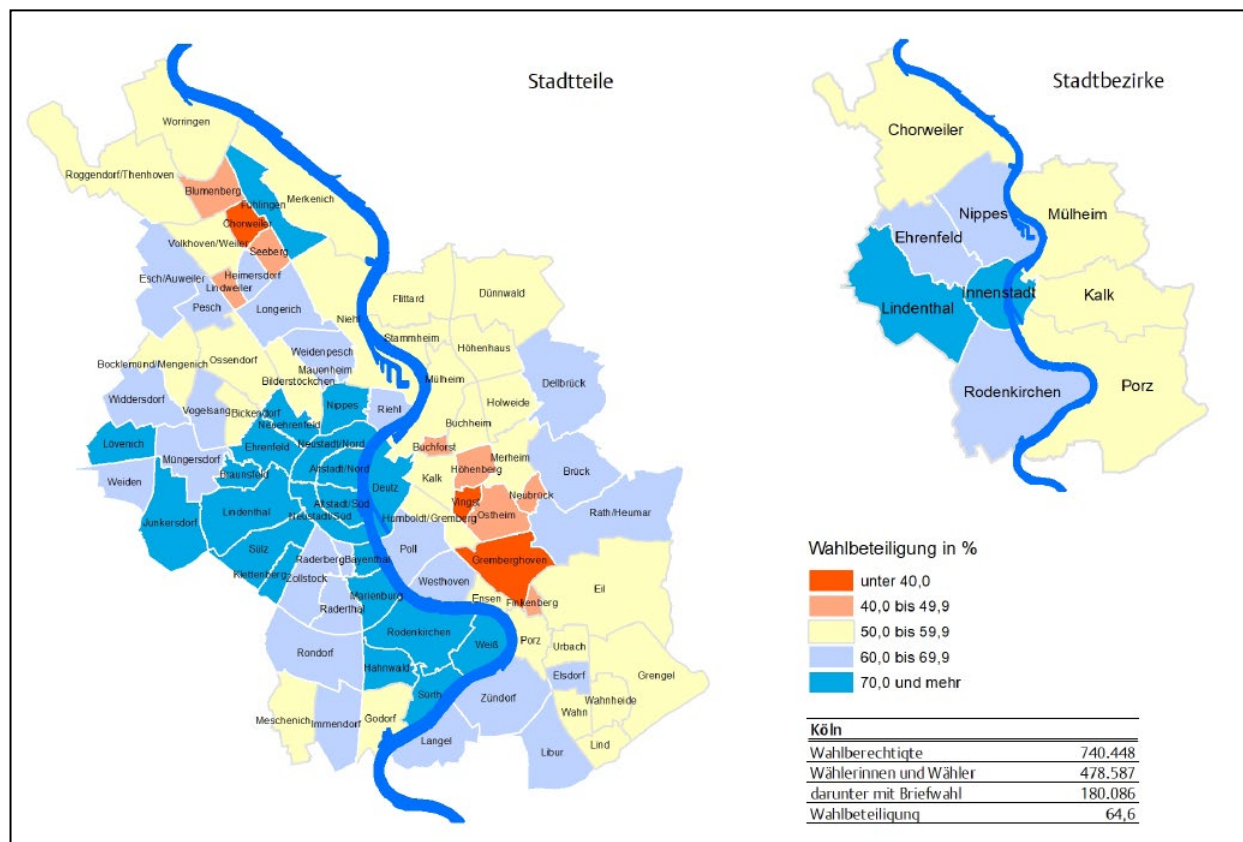 Stadtteile
Worringen
Roggendorf/Thenhoven
Blumenberg
Fühlingen
Merkenich
Chorweiler
Volkhoven/Weiler
Seeberg
Esch/Auweiler
Heimersdorf
Lindweiler
Pesch
Longerich
Niehl
Flittard
Dünnwald
Stammheim
Höhenhaus
Weidenpesch
Mauenheim
Bocklemünd/Mengenich
Ossendorf
Bilderstöckchen
Mülheim
Dellbrück
Holweide
Widdersdorf
Vogelsang
Bickendorf
Nippes
Riehl
Buchheim
Neuehrenfeld
Lövenich
Ehrenfeld
Neustadt/Nord
Buchforst
Merheim
Müngersdorf
Weiden
Braunsfeld
Altstadt/Nord
Deutz
Kalk
Höhenberg
Brück
Vingst
Neubrück
Junkersdorf
Lindenthal
Altstadt/Süd
Neustadt/Süd
Humboldt/Gremberg
Ostheim
Rath/Heumar
Sülz
Raderberg
Bayenthal
Poll
Klettenberg
Zollstock
Westhoven
Gremberghoven
Marienburg
Raderthal
Ensen
Finkenberg
Eil
Rodenkirchen
Rondorf
Weiß
Porz
Urbach
Hahnwald
Elsdorf
Grengel
Sürth
Zündorf
Wahnheide
Wahn
Meschenich
Immendorf
Godorf
Langel
Libur
Lind
Stadtbezirke
Chorweiler
Nippes
Mülheim
Ehrenfeld
Innenstadt
Kalk
Lindenthal
Rodenkirchen
Porz
Wahlbeteiligung in %
unter 40,0
40,0 bis 49,9
50,0 bis 59,9
60,0 bis 69,9
70,0 und mehr
Köln
Wahlberechtigte 740.448
Wählerinnen und Wähler 478.587
darunter mit Briefwahl 180.086
Wahlbeteiligung 64,6